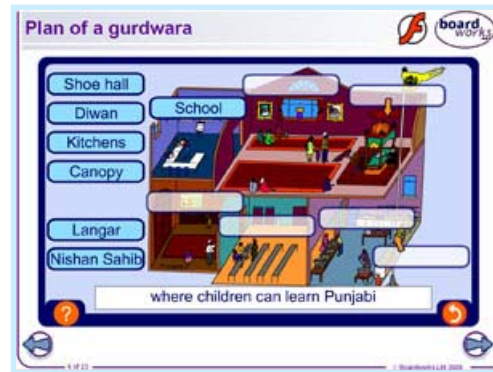 Plan of a gurdwara
board
works
Shoe hall
Diwan
School
Kitchens
Canopy
Langar
Nishan Sahib
where children can learn Punjabi
?